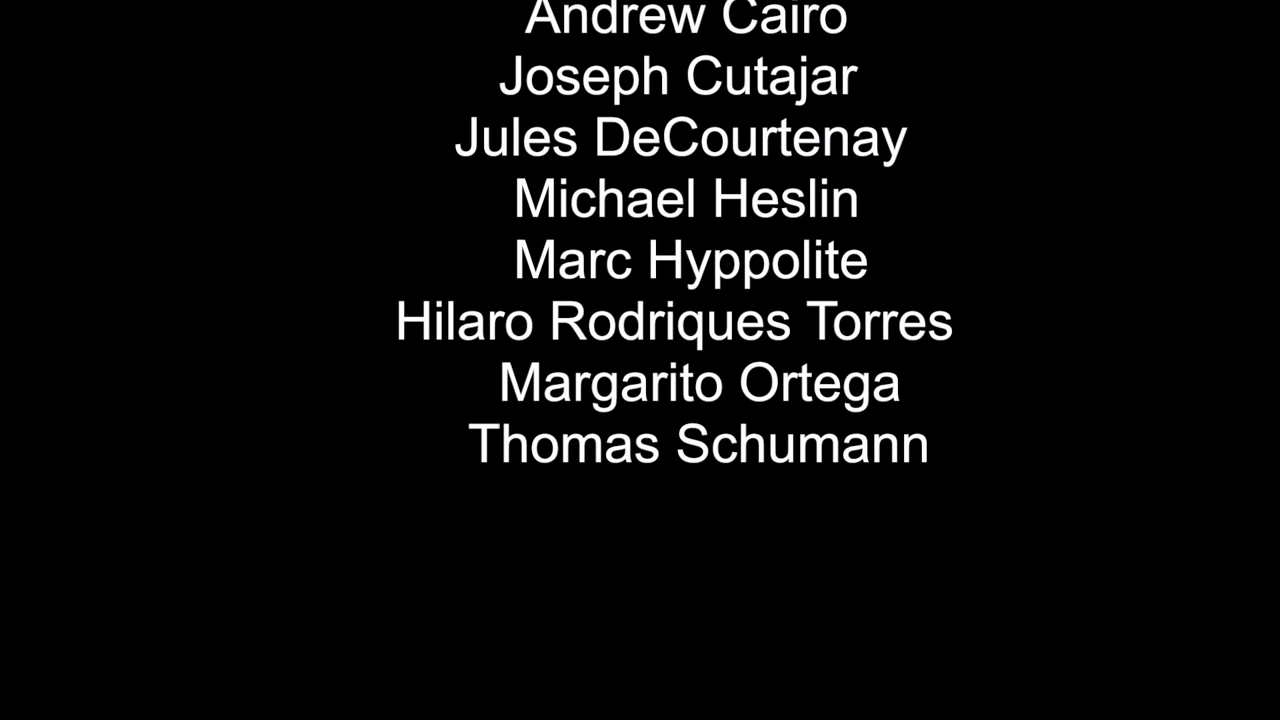 Andrew Cairo
Joseph Cutajar
Jules DeCourtenay
Michael Heslin
Marc Hyppolite
Hilaro Rodriques Torres
Margarito Ortega
Thomas Schumann